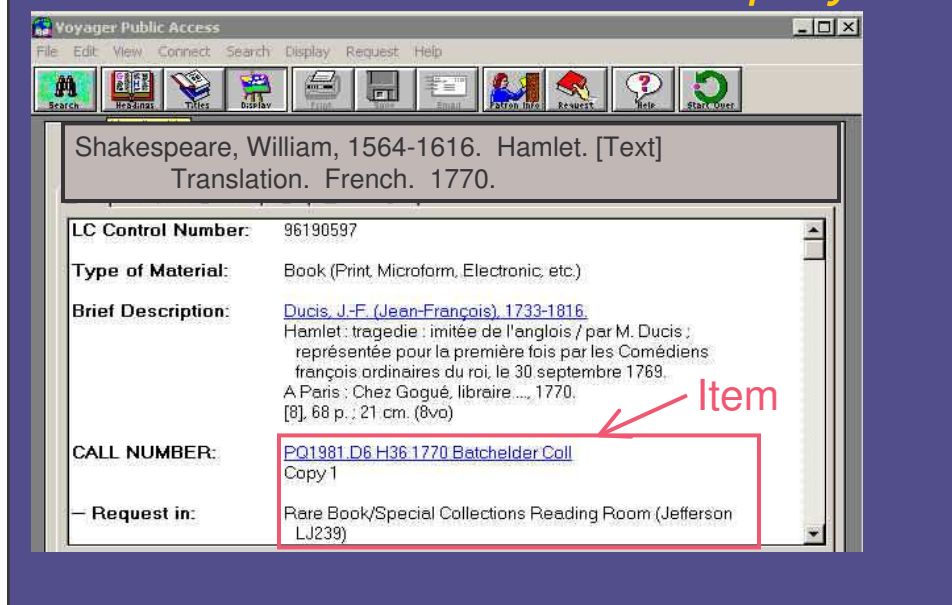 Voyager Public Access
File Edit View Connect Search Display Request Help
Search Headings Titles Display Print Save Email Patron Info Request Help Start Over
Shakespeare, William, 1564-1616. Hamlet. [Text]
Translation. French. 1770.
LC Control Number: 96190597
Type of Material: Book (Print, Microform, Electronic, etc.)
Brief Description: Ducis, J.-F. (Jean-François), 1733-1816.
Hamlet : tragedie : imitée de l'anglois / par M. Ducis ;
représentée pour la première fois par les Comédiens
françois ordinaires du roi, le 30 septembre 1769.
A Paris : Chez Gogué, libraire ..., 1770.
[8], 68 p. ; 21 cm. (8vo)
Item
CALL NUMBER: PQ1981.D6 H36 1770 Batchelder Coll
Copy 1
– Request in: Rare Book/Special Collections Reading Room (Jefferson
LJ239)